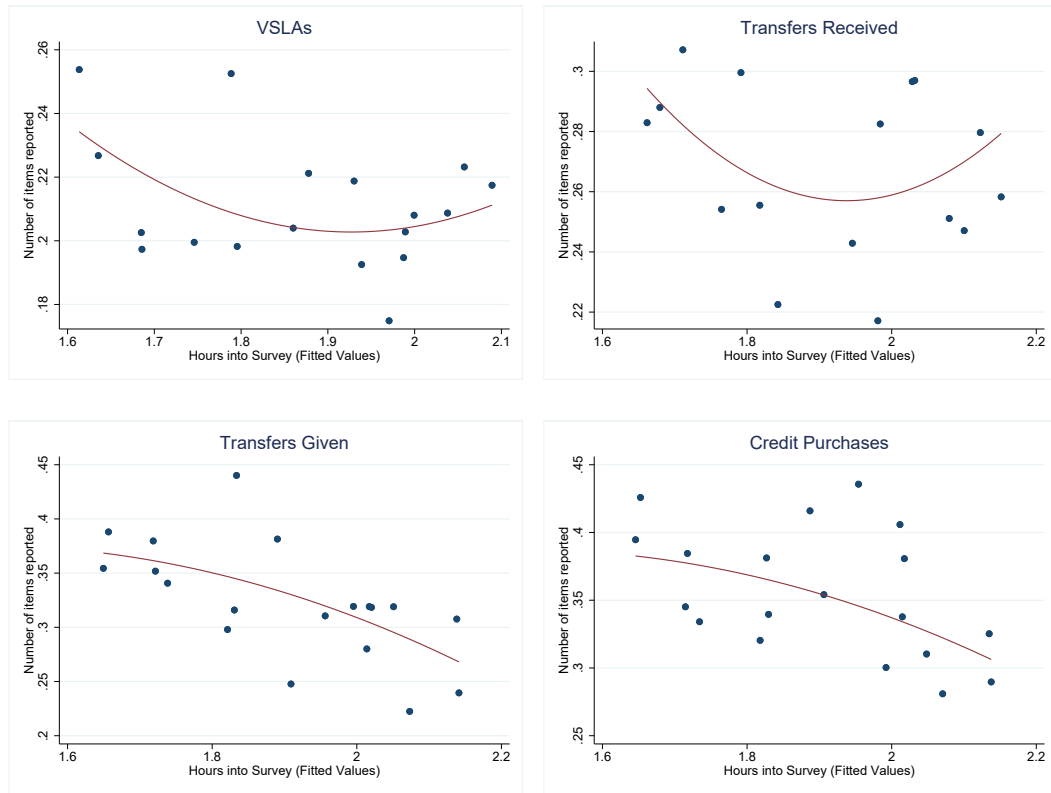 VSLAs
Number of items reported
.26
.24
.22
.2
.18
1.6 1.7 1.8 1.9 2 2.1
Hours into Survey (Fitted Values)
Transfers Received
Number of items reported
.3
.28
.26
.24
.22
1.6 1.8 2 2.2
Hours into Survey (Fitted Values)
Transfers Given
Number of items reported
.45
.4
.35
.3
.25
.2
1.6 1.8 2 2.2
Hours into Survey (Fitted Values)
Credit Purchases
Number of items reported
.45
.4
.35
.3
.25
1.6 1.8 2 2.2
Hours into Survey (Fitted Values)